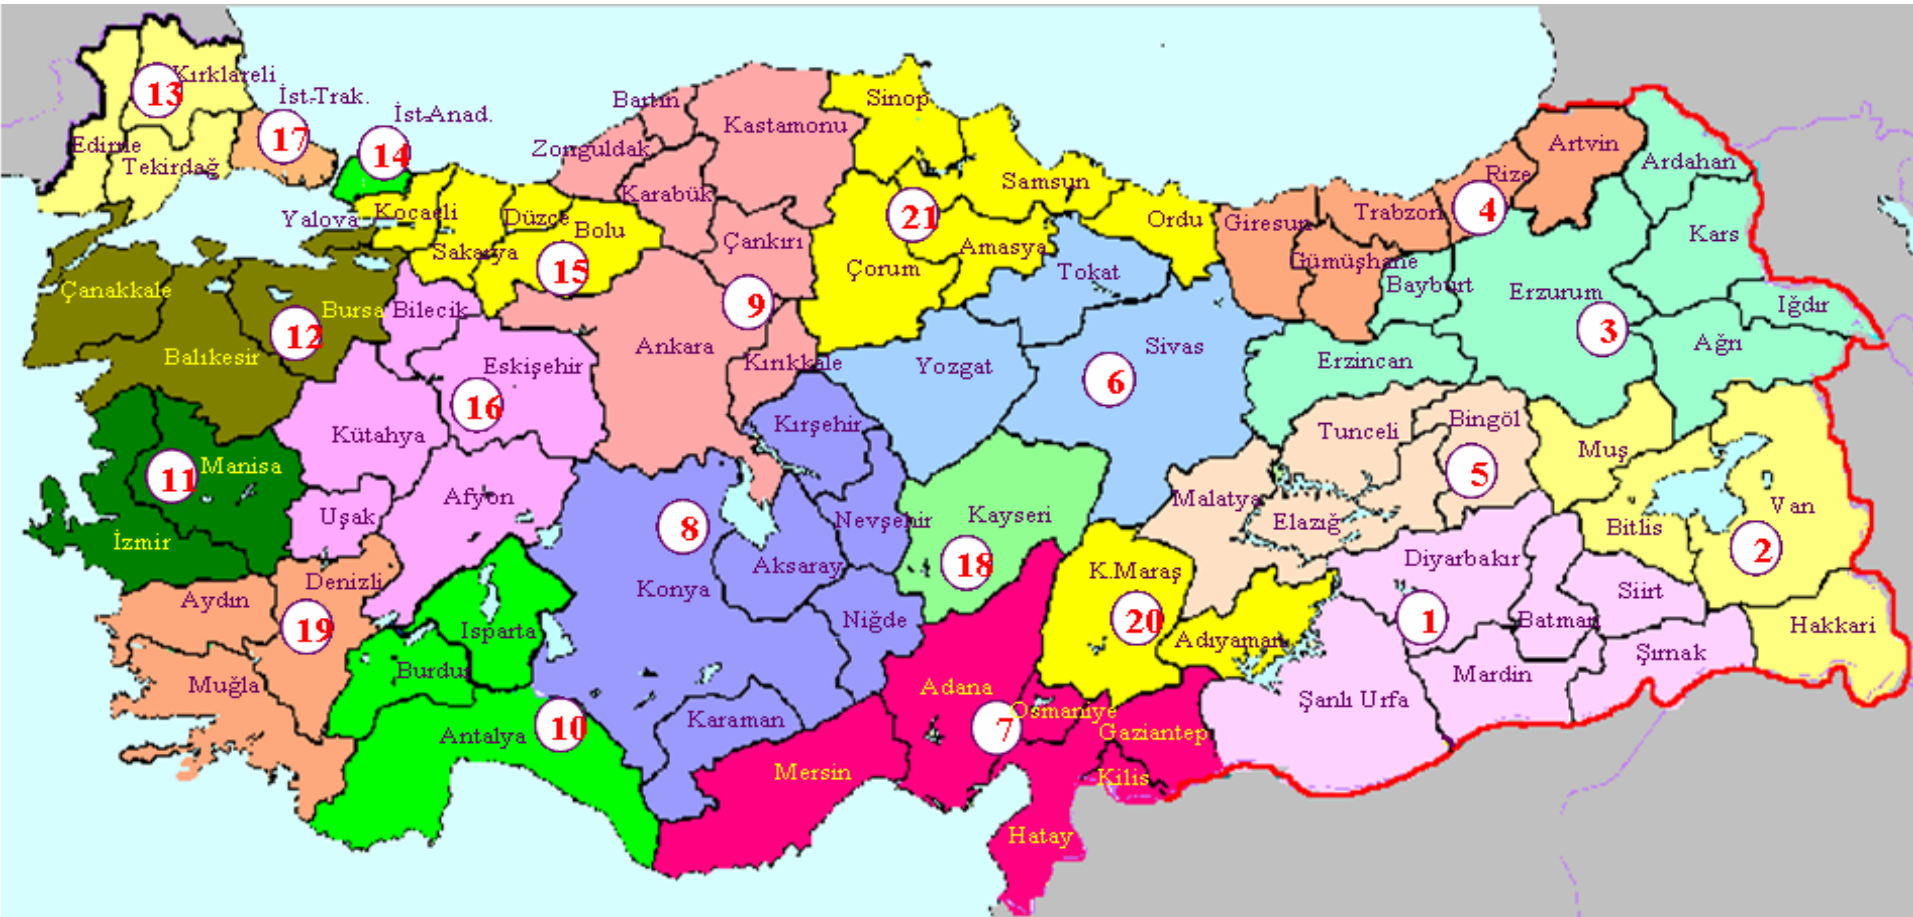 Kırklareli
13
İst-Trak.
İst-Anad.
Edirne
Tekirdağ
17
14
Bartın
Kastamonu
Sinop
Zonguldak
Karabük
Samsun
Ordu
Giresun
Trabzon
Rize
Artvin
Ardahan
4
Kars
Yalova
Kocaeli
Düzce
Bolu
Sakarya
15
Çankırı
21
Amasya
Çorum
Tokat
Gümüşhane
Bayburt
Erzurum
3
Iğdır
Ağrı
Çanakkale
Bursa
12
Bilecik
Balıkesir
Eskişehir
16
Ankara
9
Kırıkkale
Yozgat
6
Sivas
Erzincan
Kütahya
Kırşehir
Tunceli
Bingöl
5
Muş
Manisa
11
Uşak
Afyon
8
Nevşehir
Kayseri
18
Malatya
Elazığ
Bitlis
Van
2
İzmir
Denizli
Aydın
19
Konya
Aksaray
K.Maraş
20
Diyarbakır
Siirt
1
Batman
Hakkari
Isparta
Niğde
Adıyaman
Burdur
Muğla
Adana
Mardin
Şırnak
Şanlı Urfa
Antalya
10
Karaman
7
Osmaniye
Gaziantep
Mersin
Kilis
Hatay